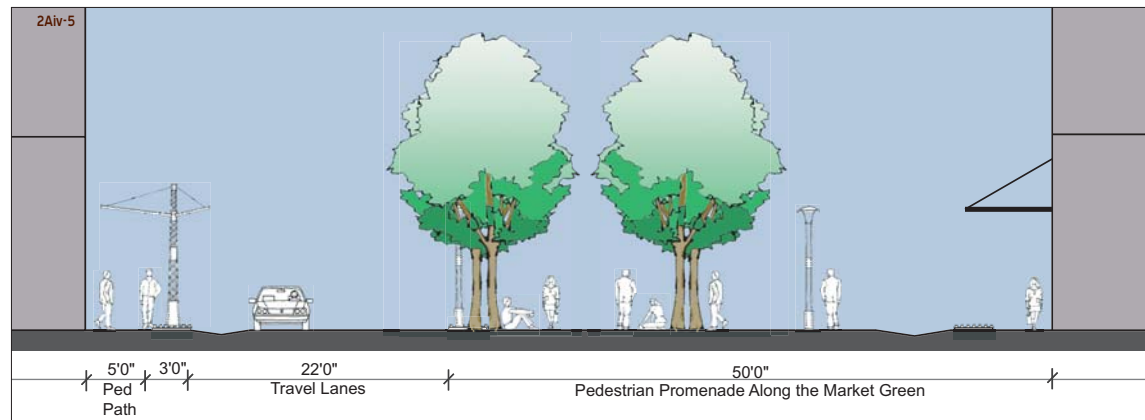 2Aiv-5
5'0" 3'0" 22'0" 50'0"
Ped
Path
Travel Lanes
Pedestrian Promenade Along the Market Green